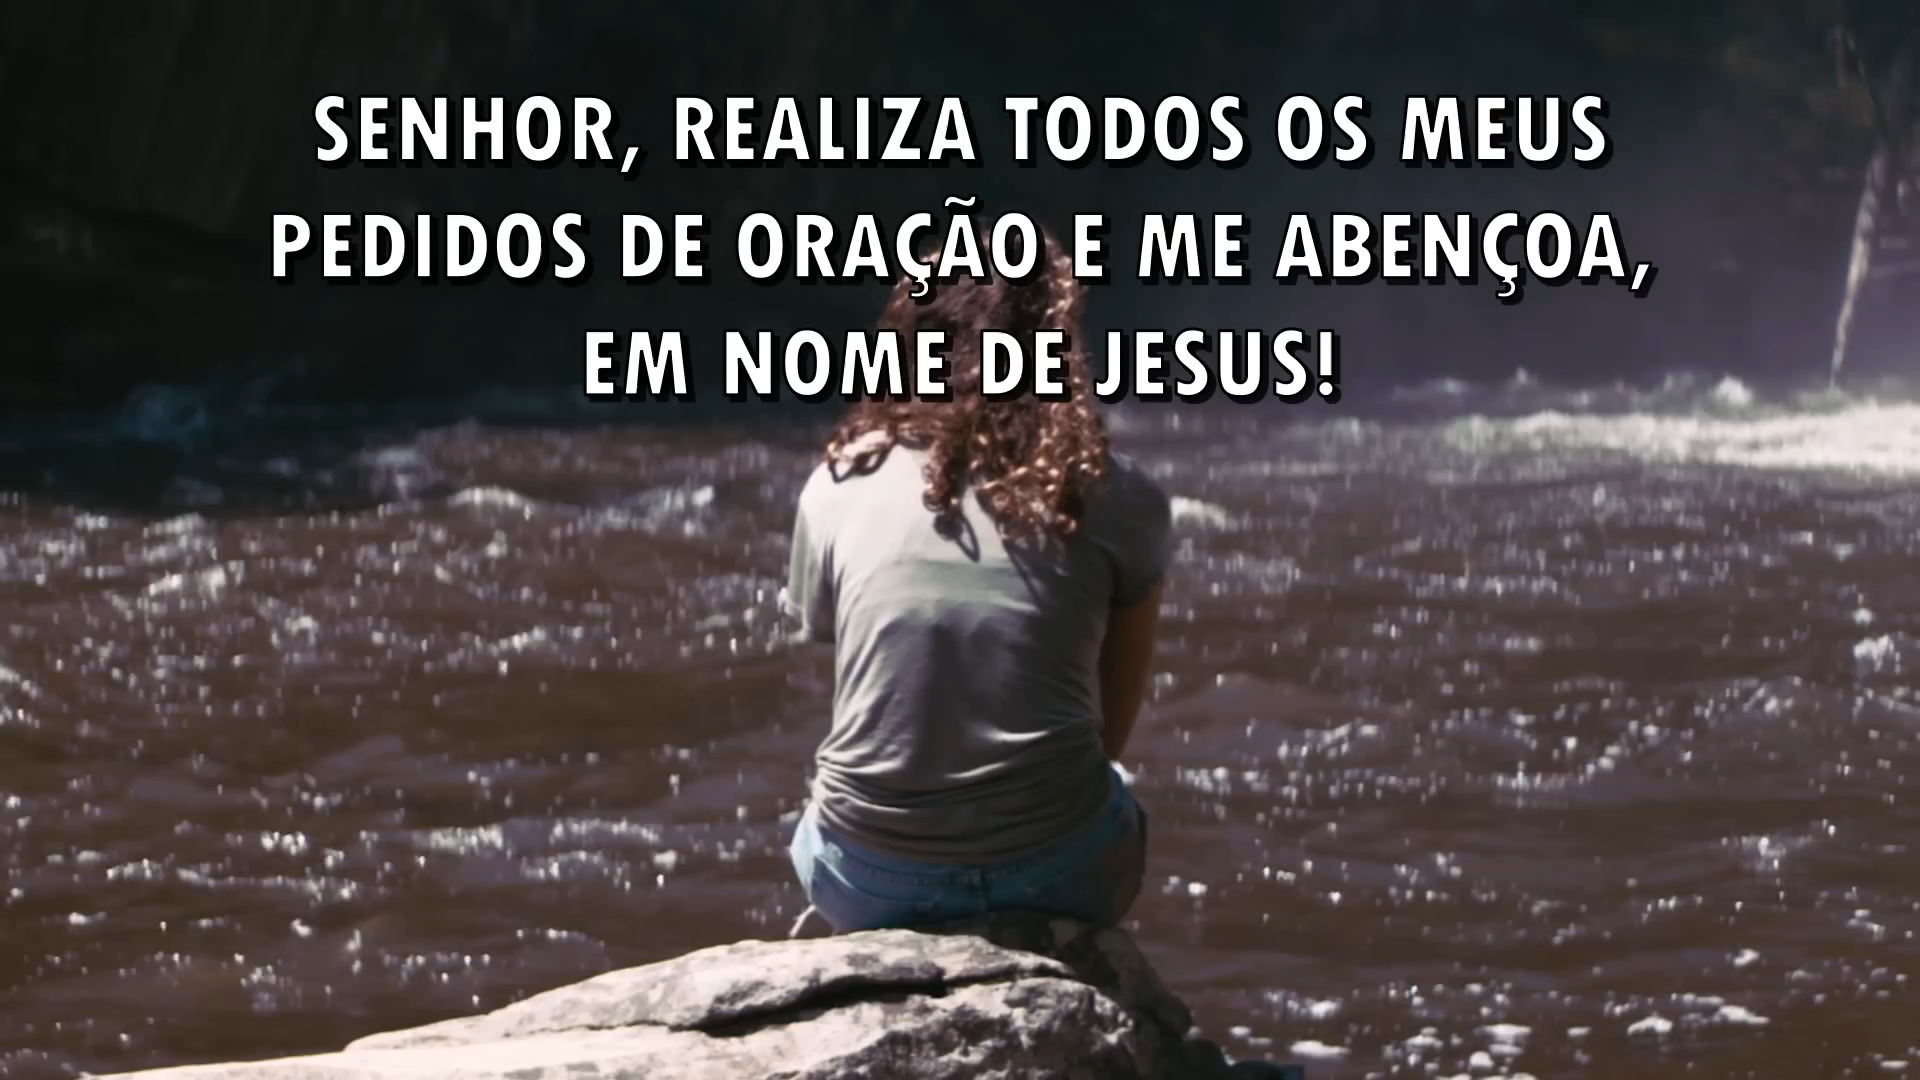 SENHOR, REALIZA TODOS OS MEUS
PEDIDOS DE ORAÇÃO E ME ABENÇOA,
EM NOME DE JESUS!